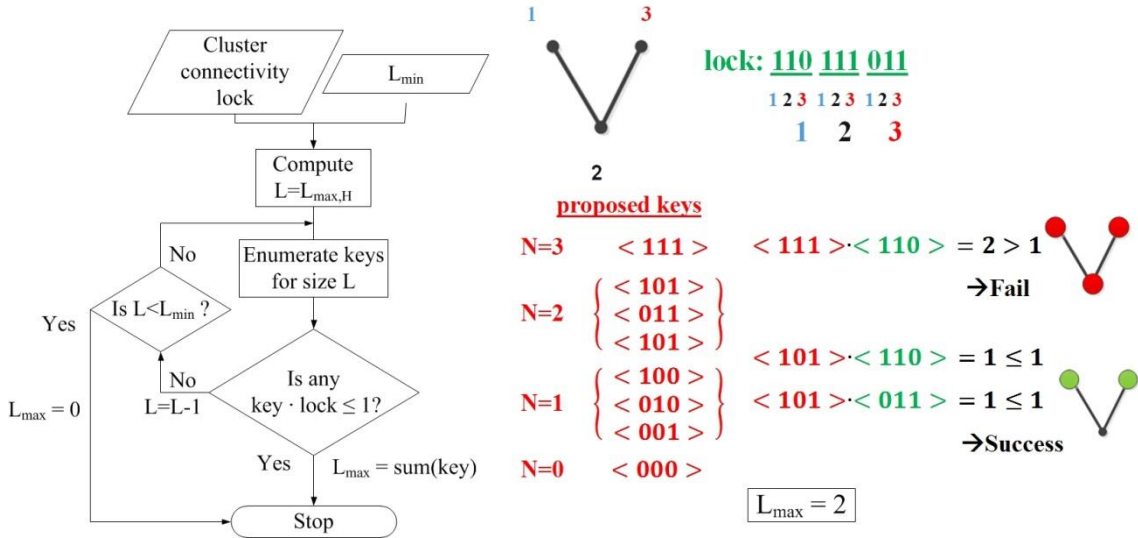 Cluster
connectivity
lock
Lmin
Compute
L=Lmax,H
No
Enumerate keys
for size L
Is L<Lmin ?
Yes
No
L=L-1
Is any
key · lock ≤ 1?
Lmax = 0
Yes
Lmax = sum(key)
Stop
1
3
2
lock: 110 111 011
1 2 3 1 2 3 1 2 3
1 2 3
proposed keys
N=3 < 111 >
< 111 >·< 110 > = 2 > 1
→Fail
N=2
< 101 >
< 011 >
< 101 >
< 101 >·< 110 > = 1 ≤ 1
< 101 >·< 011 > = 1 ≤ 1
→Success
N=1
< 100 >
< 010 >
< 001 >
N=0 < 000 >
Lmax = 2